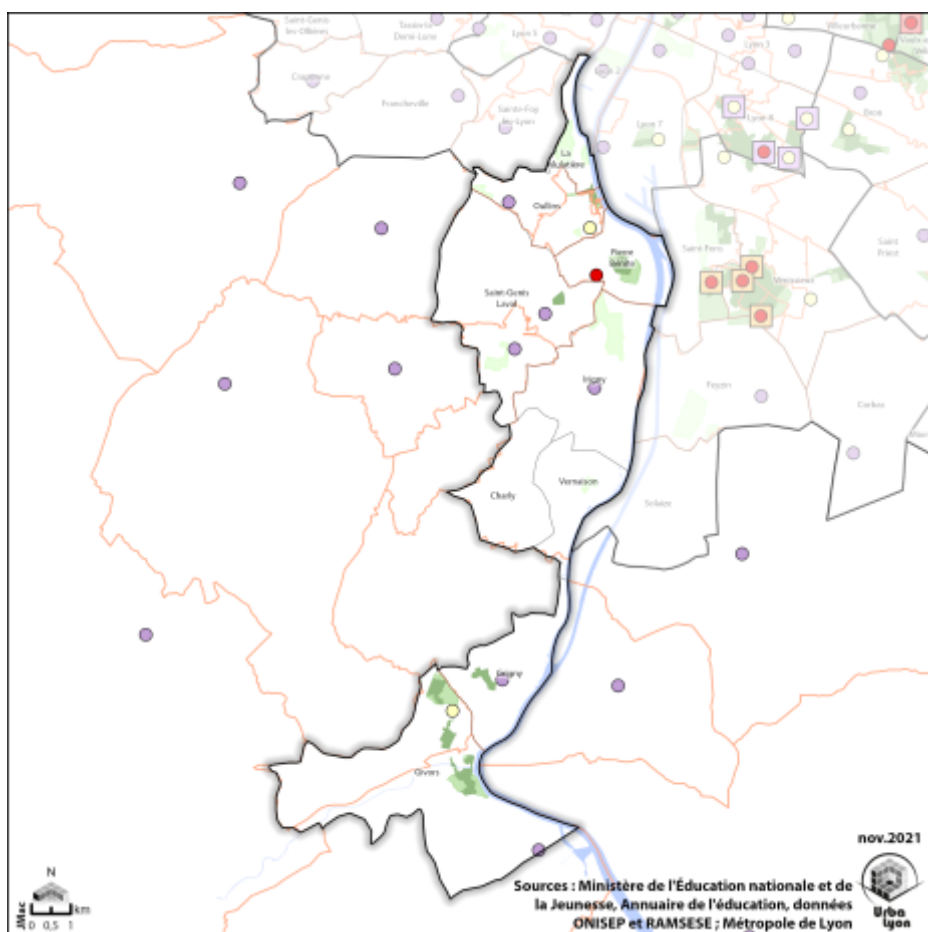 Saint-Genis
les-Ollières
Tassin-la
Demi-Lune
Lyon 5
Villeurbanne
Lyon 3
Craponne
Francheville
Lyon 2
Sainte-Foy
lès-Lyon
Lyon 7
Lyon 8
Bron
La
Mulatière
Oullins
Pierre
Bénite
Saint-Fons
Saint
Priest
Vénissieux
Saint-Genis
Laval
Irigny
Feyzin
Corbas
Charly
Vernaison
Solaize
Grigny
Givors
nov.2021
N
JMac
0 0,5 1 km
Sources : Ministère de l'Éducation nationale et de
la Jeunesse, Annuaire de l'éducation, données
ONISEP et RAMSESE ; Métropole de Lyon
Urba
Lyon